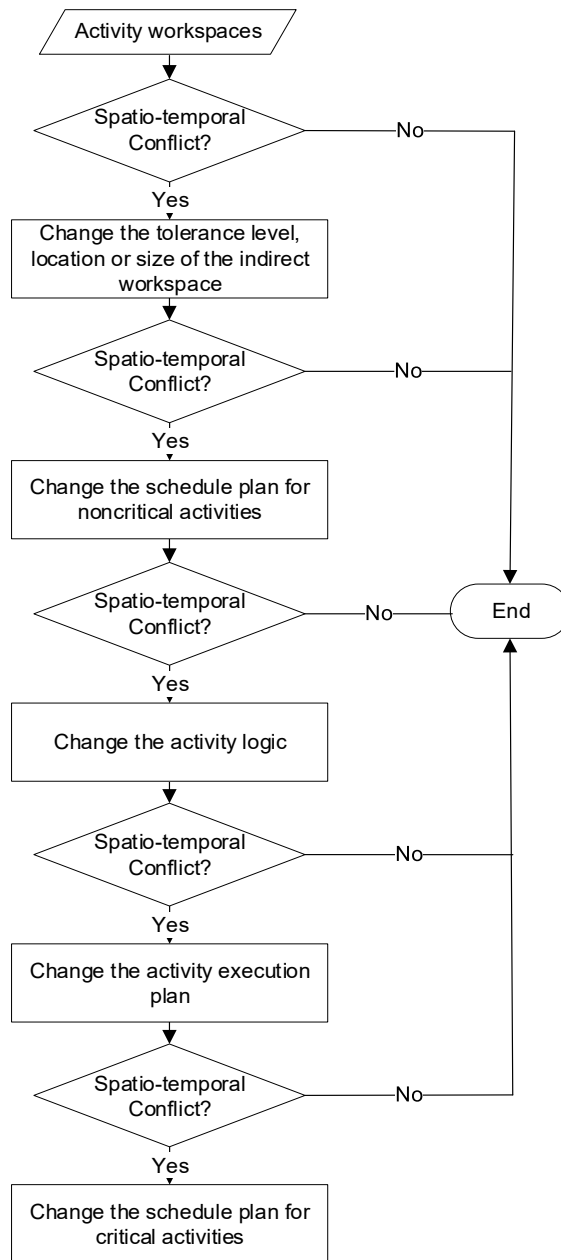 Activity workspaces
Spatio-temporal
Conflict?
No
Yes
Change the tolerance level,
location or size of the indirect
workspace
Spatio-temporal
Conflict?
No
Yes
Change the schedule plan for
noncritical activities
Spatio-temporal
Conflict?
No
End
Yes
Change the activity logic
Spatio-temporal
Conflict?
No
Yes
Change the activity execution
plan
Spatio-temporal
Conflict?
No
Yes
Change the schedule plan for
critical activities